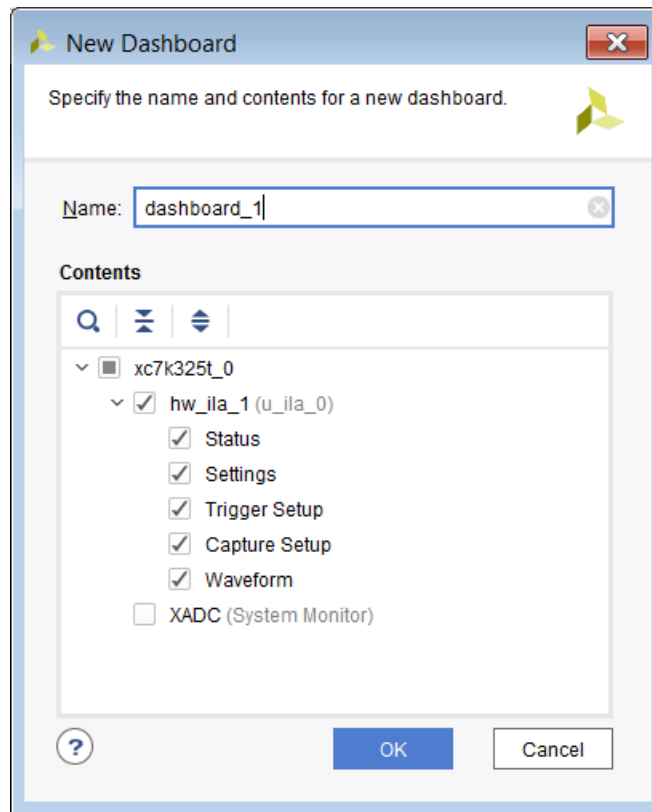 New Dashboard
Specify the name and contents for a new dashboard.
Name: dashboard_1
Contents
xc7k325t_0
hw_ila_1 (u_ila_0)
Status
Settings
Trigger Setup
Capture Setup
Waveform
XADC (System Monitor)
? OK Cancel